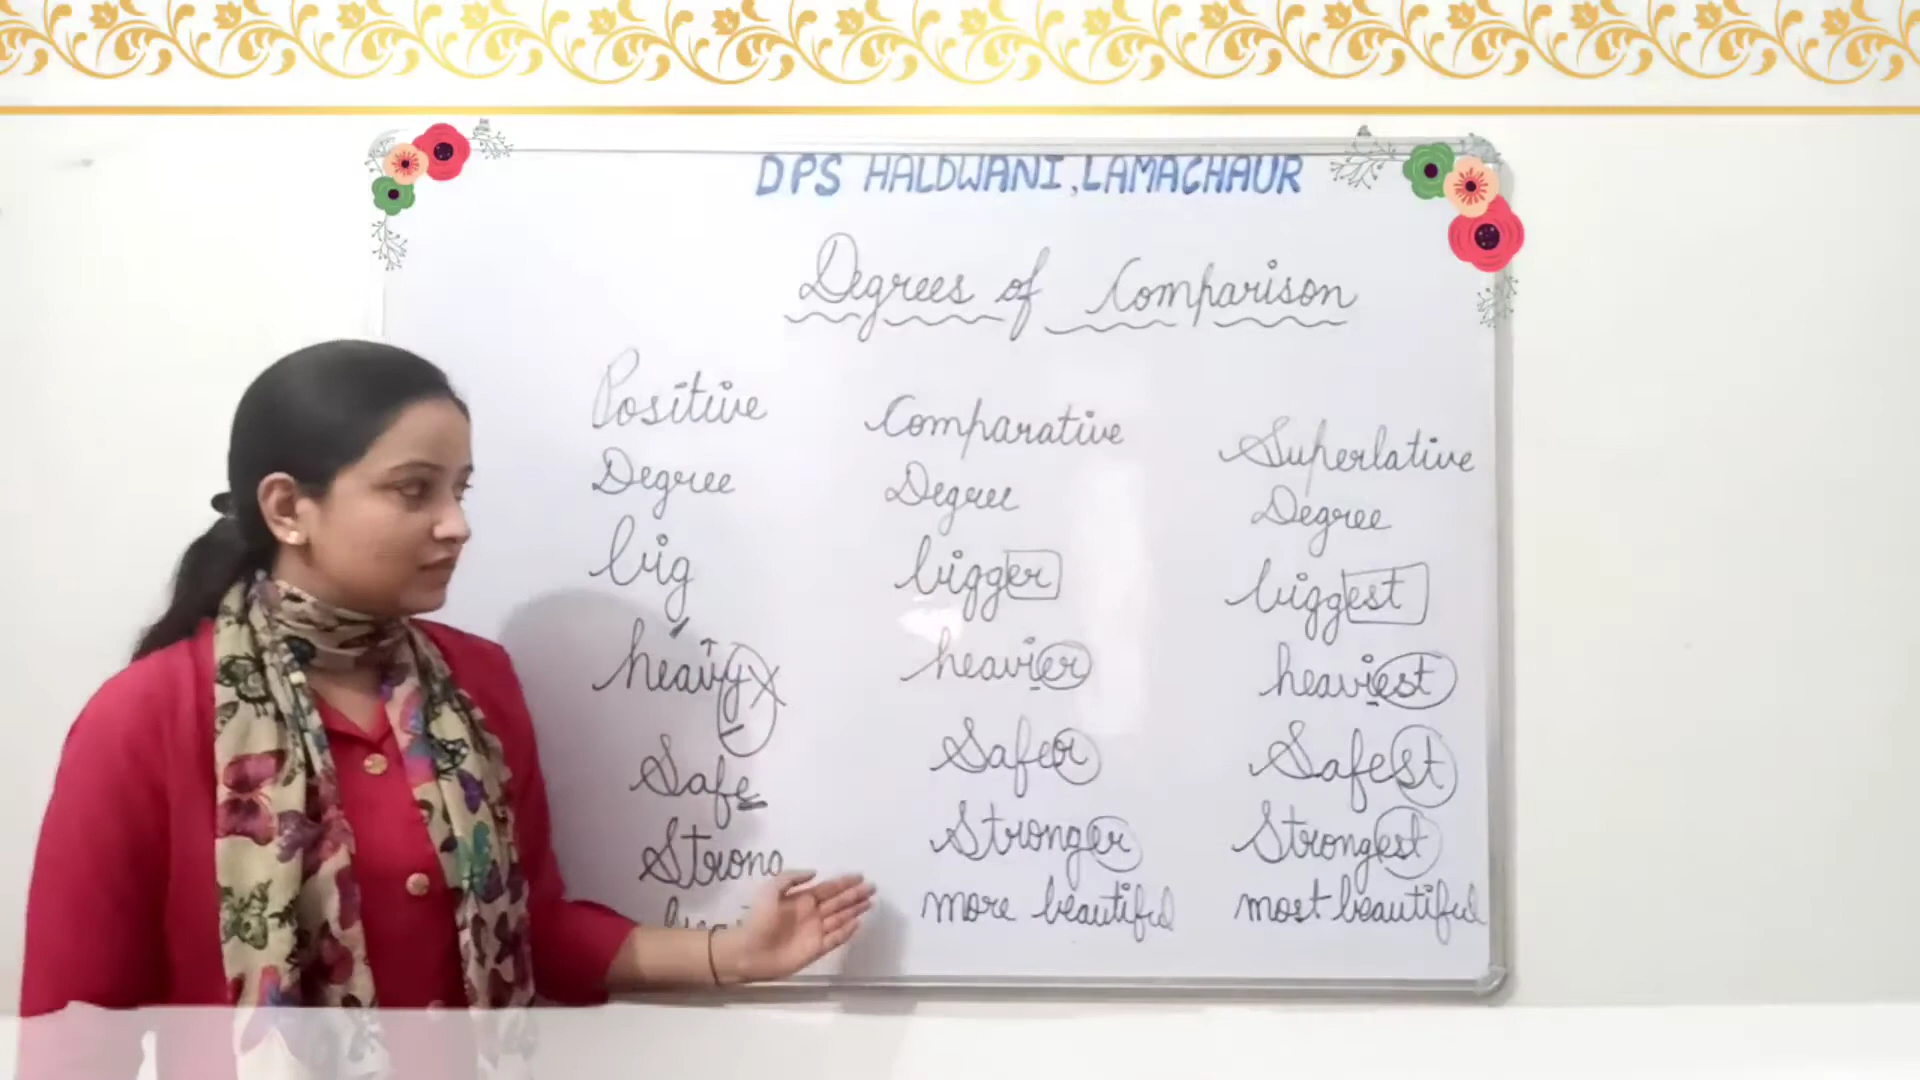 DPS HALDWANI, LAMACHAUR
Degrees of Comparison
Positive Comparative Superlative
Degree Degree Degree
big bigger biggest
heavy heavier heaviest
Safe Safer Safest
Strong Stronger Strongest
more beautiful most beautiful